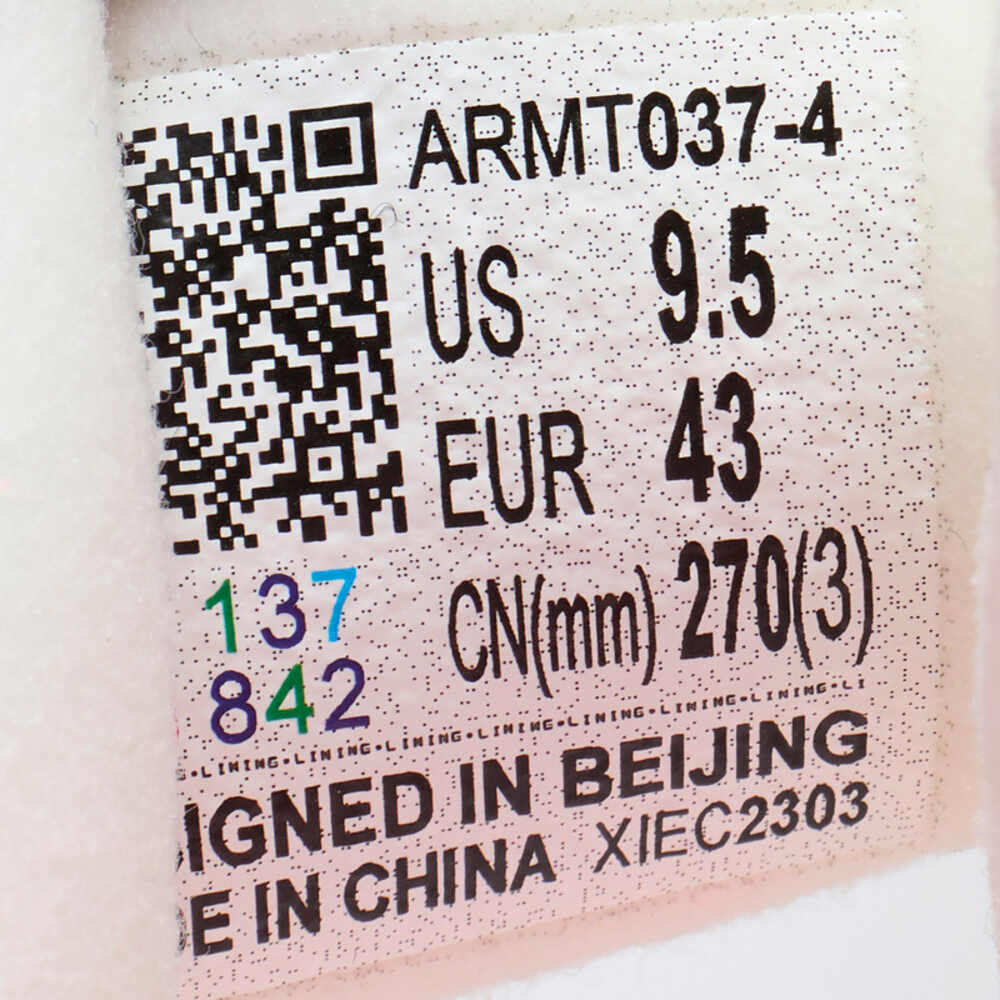 ARMT037-4
US 9.5
EUR 43
CN(mm) 270(3)
137
842
•LINING•LINING•LINING•LINING•LINING•LINING•LINING•LI
IGNED IN BEIJING
E IN CHINA XIEC2303